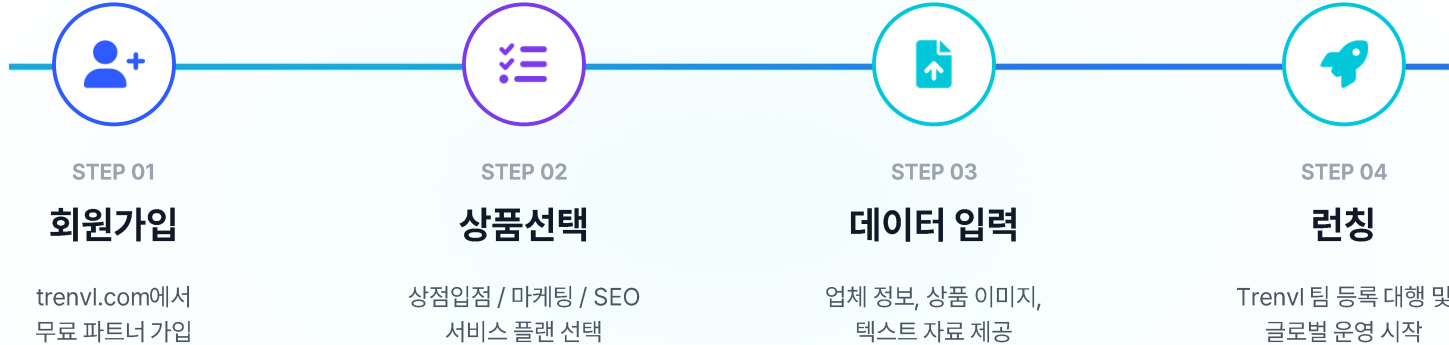 STEP 01
회원가입
trenvl.com에서
무료 파트너 가입
STEP 02
상품선택
상점입점 / 마케팅 / SEO
서비스 플랜 선택
STEP 03
데이터 입력
업체 정보, 상품 이미지,
텍스트 자료 제공
STEP 04
런칭
Trenvl 팀 등록 대행 및
글로벌 운영 시작